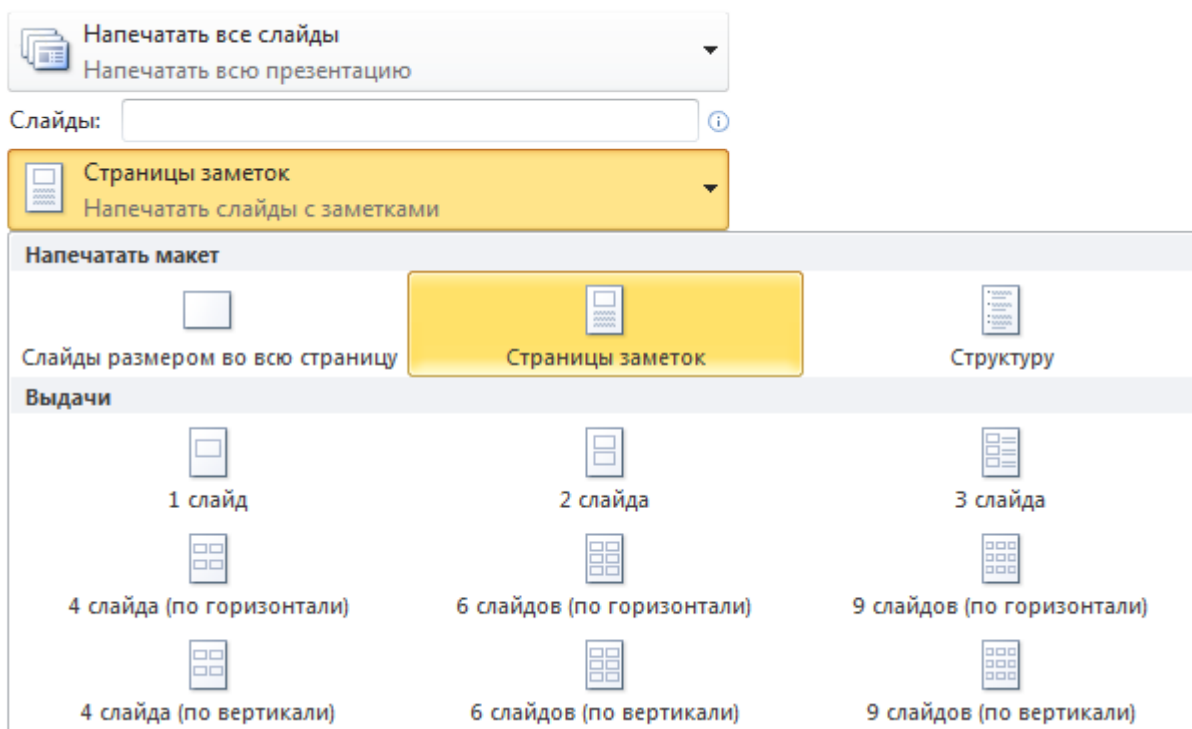 Напечатать все слайды
Напечатать всю презентацию
Слайды:
Страницы заметок
Напечатать слайды с заметками
Напечатать макет
Слайды размером во всю страницу Страницы заметок Структуру
Выдачи
1 слайд 2 слайда 3 слайда
4 слайда (по горизонтали) 6 слайдов (по горизонтали) 9 слайдов (по горизонтали)
4 слайда (по вертикали) 6 слайдов (по вертикали) 9 слайдов (по вертикали)